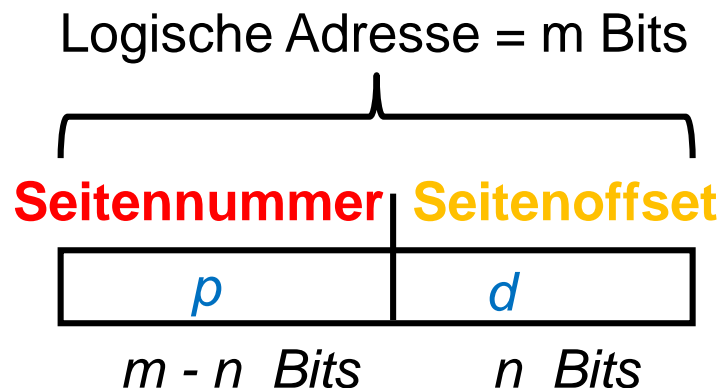 Logische Adresse = m Bits
Seitennummer Seitenoffset
p d
m - n Bits n Bits